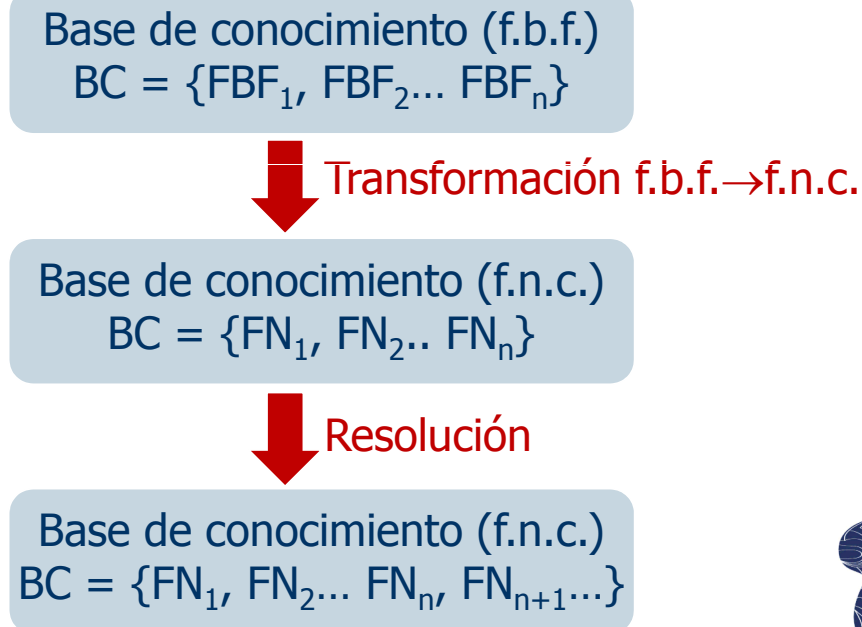 Base de conocimiento (f.b.f.)
BC = {FBF₁, FBF₂... FBFₙ}
Transformación f.b.f.→f.n.c.
Base de conocimiento (f.n.c.)
BC = {FN₁, FN₂.. FNₙ}
Resolución
Base de conocimiento (f.n.c.)
BC = {FN₁, FN₂... FNₙ, FNₙ₊₁...}